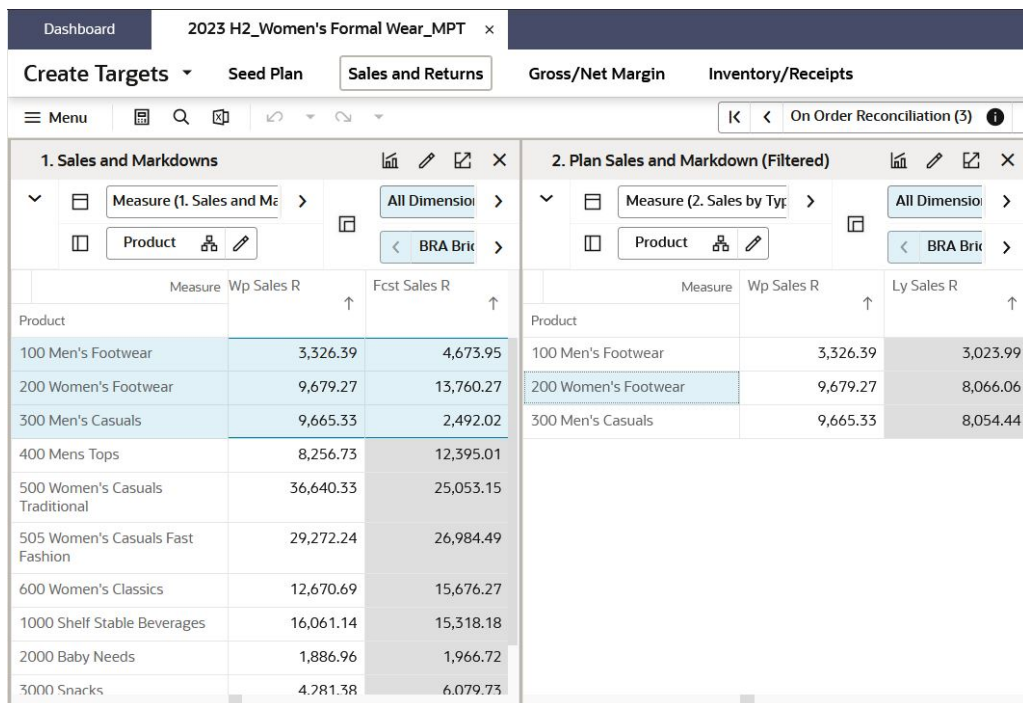 Dashboard 2023 H2_Women's Formal Wear_MPT ×
Create Targets Seed Plan Sales and Returns Gross/Net Margin Inventory/Receipts
Menu On Order Reconciliation (3)
1. Sales and Markdowns
Measure (1. Sales and Ma All Dimension
Product BRA Bric
Measure Wp Sales R Fcst Sales R
Product
100 Men's Footwear 3,326.39 4,673.95
200 Women's Footwear 9,679.27 13,760.27
300 Men's Casuals 9,665.33 2,492.02
400 Mens Tops 8,256.73 12,395.01
500 Women's Casuals 36,640.33 25,053.15
Traditional
505 Women's Casuals Fast 29,272.24 26,984.49
Fashion
600 Women's Classics 12,670.69 15,676.27
1000 Shelf Stable Beverages 16,061.14 15,318.18
2000 Baby Needs 1,886.96 1,966.72
3000 Snacks 4,281.38 6,079.73
2. Plan Sales and Markdown (Filtered)
Measure (2. Sales by Typ All Dimension
Product BRA Bric
Measure Wp Sales R Ly Sales R
Product
100 Men's Footwear 3,326.39 3,023.99
200 Women's Footwear 9,679.27 8,066.06
300 Men's Casuals 9,665.33 8,054.44